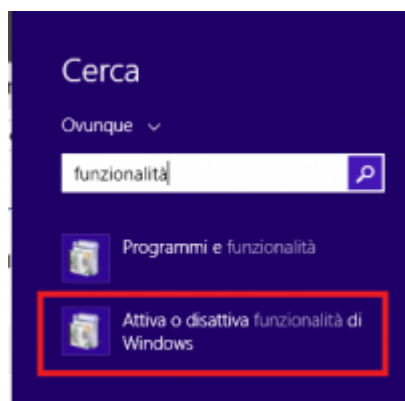 Cerca
Ovunque
funzionalità
Programmi e funzionalità
Attiva o disattiva funzionalità di
Windows